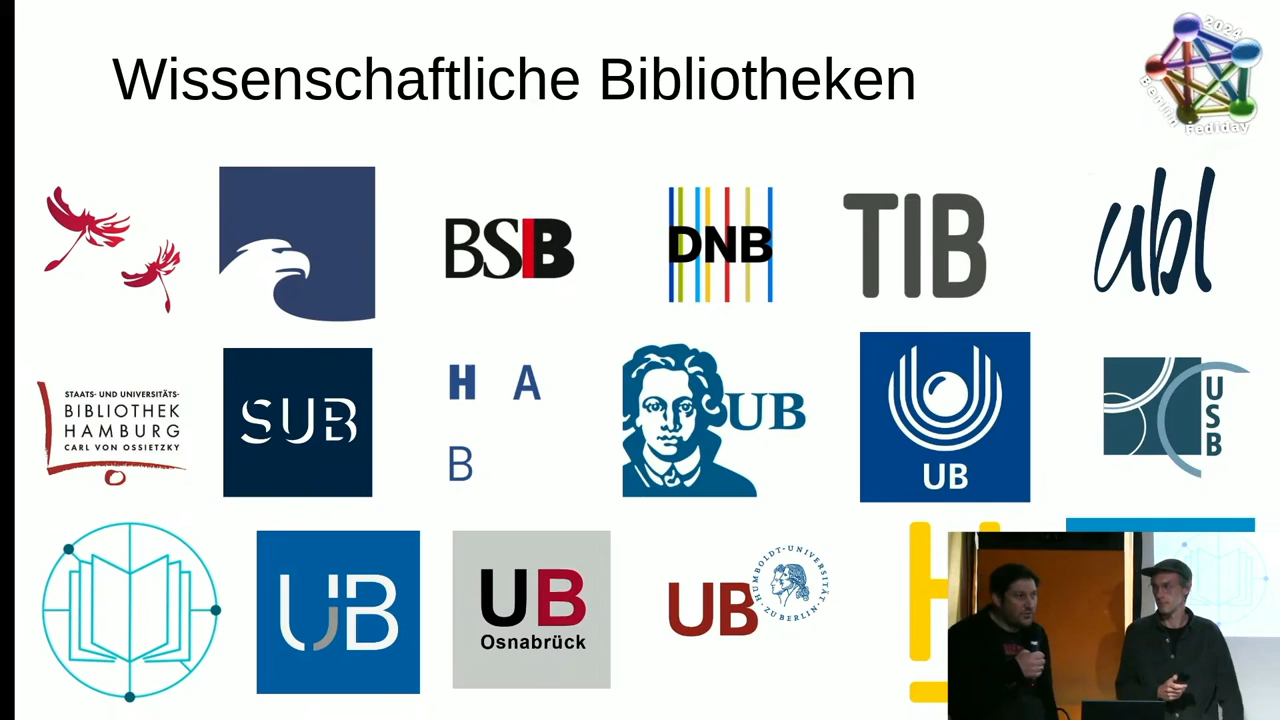 Wissenschaftliche Bibliotheken
2024
Berlin Fediday
BSB
DNB
TIB
ubl
STAATS- UND UNIVERSITÄTS-
BIBLIOTHEK
HAMBURG
CARL VON OSSIETZKY
SUB
H A
B
UB
UB
USB
UB
UB
Osnabrück
UB
HUMBOLDT-UNIVERSITÄT
ZU BERLIN